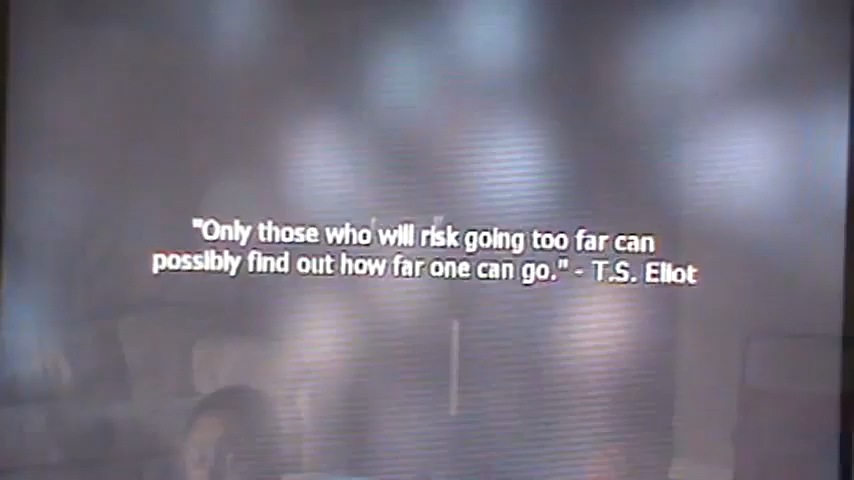 "Only those who will risk going too far can
possibly find out how far one can go." - T.S. Eliot